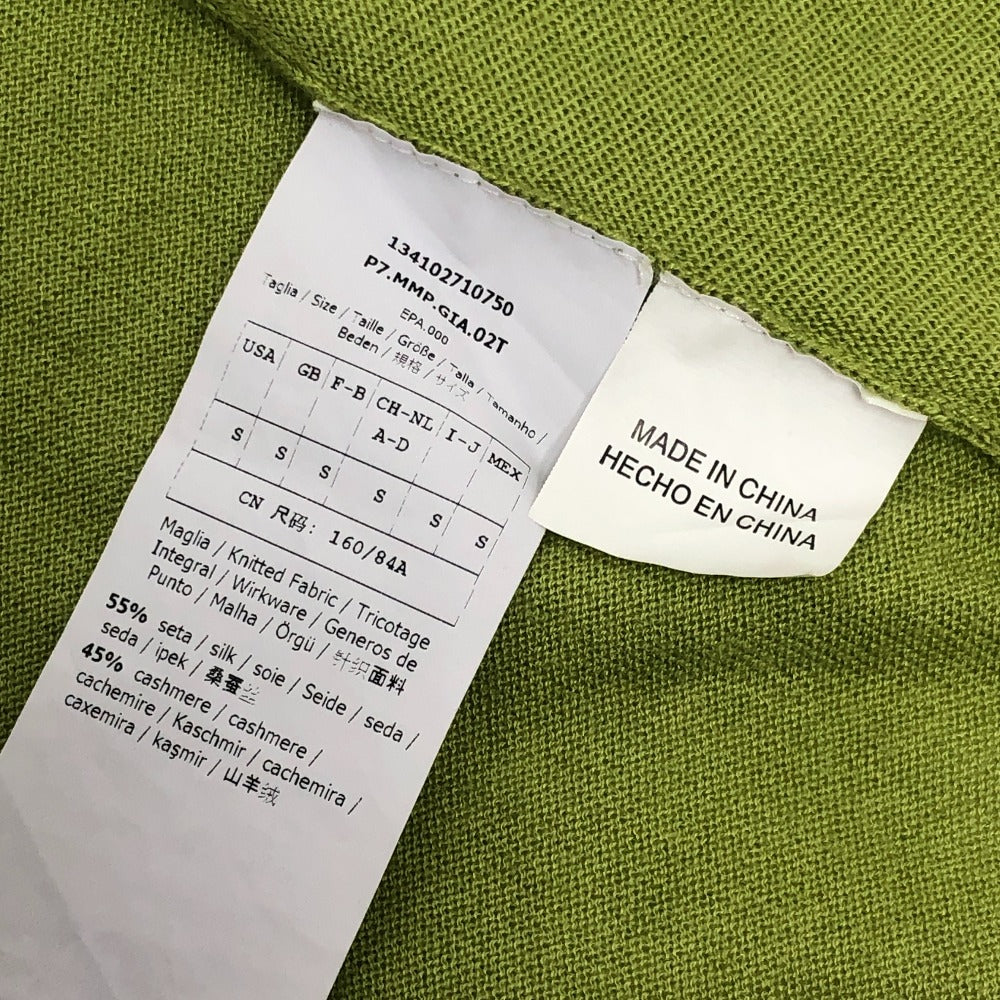 134102710750
P7.MMP.GIA.02T
EPA.000
Taglia / Size / Taille / Größe / Talla / Tamanho /
Beden / 規格 / サイズ
USA GB F-B CH-NL I-J MEX
A-D
S S S S S S
CN 尺码: 160/84A
Maglia / Knitted Fabric / Tricotage
Integral / Wirkware / Generos de
Punto / Malha / Örgü / 针织面料
55% seta / silk / soie / Seide / seda /
seda / ipek / 桑蚕丝
45% cashmere / cashmere /
cachemire / Kaschmir / cachemira /
caxemira / kaşmir / 山羊绒
MADE IN CHINA
HECHO EN CHINA